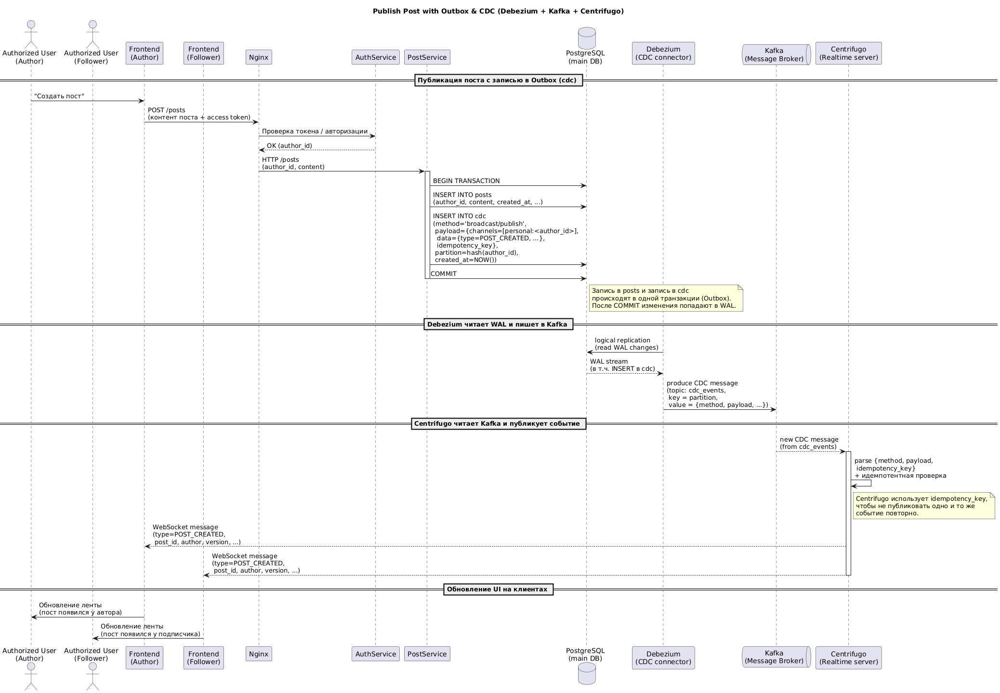 Publish Post with Outbox & CDC (Debezium + Kafka + Centrifugo)
Authorized User
(Author)
Authorized User
(Follower)
Frontend
(Author)
Frontend
(Follower)
Nginx
AuthService
PostService
PostgreSQL
(main DB)
Debezium
(CDC connector)
Kafka
(Message Broker)
Centrifugo
(Realtime server)
Публикация поста с записью в Outbox (cdc)
"Создать пост"
POST /posts
(контент поста + access token)
Проверка токена / авторизации
OK (author_id)
HTTP /posts
(author_id, content)
BEGIN TRANSACTION
INSERT INTO posts
(author_id, content, created_at, ...)
INSERT INTO cdc
(method='broadcast/publish',
payload={channels=[personal:<author_id>],
data={type=POST_CREATED, ...},
idempotency_key},
partition=hash(author_id),
created_at=NOW())
COMMIT
Запись в posts и запись в cdc
происходят в одной транзакции (Outbox).
После COMMIT изменения попадают в WAL.
Debezium читает WAL и пишет в Kafka
logical replication
(read WAL changes)
WAL stream
(в т.ч. INSERT в cdc)
produce CDC message
(topic: cdc_events,
key = partition,
value = {method, payload, ...})
Centrifugo читает Kafka и публикует событие
new CDC message
(from cdc_events)
parse {method, payload,
idempotency_key}
+ идемпотентная проверка
Centrifugo использует idempotency_key,
чтобы не публиковать одно и то же
событие повторно.
WebSocket message
(type=POST_CREATED,
post_id, author, version, ...)
WebSocket message
(type=POST_CREATED,
post_id, author, version, ...)
Обновление UI на клиентах
Обновление ленты
(пост появился у автора)
Обновление ленты
(пост появился у подписчика)
Authorized User
(Author)
Authorized User
(Follower)
Frontend
(Author)
Frontend
(Follower)
Nginx
AuthService
PostService
PostgreSQL
(main DB)
Debezium
(CDC connector)
Kafka
(Message Broker)
Centrifugo
(Realtime server)